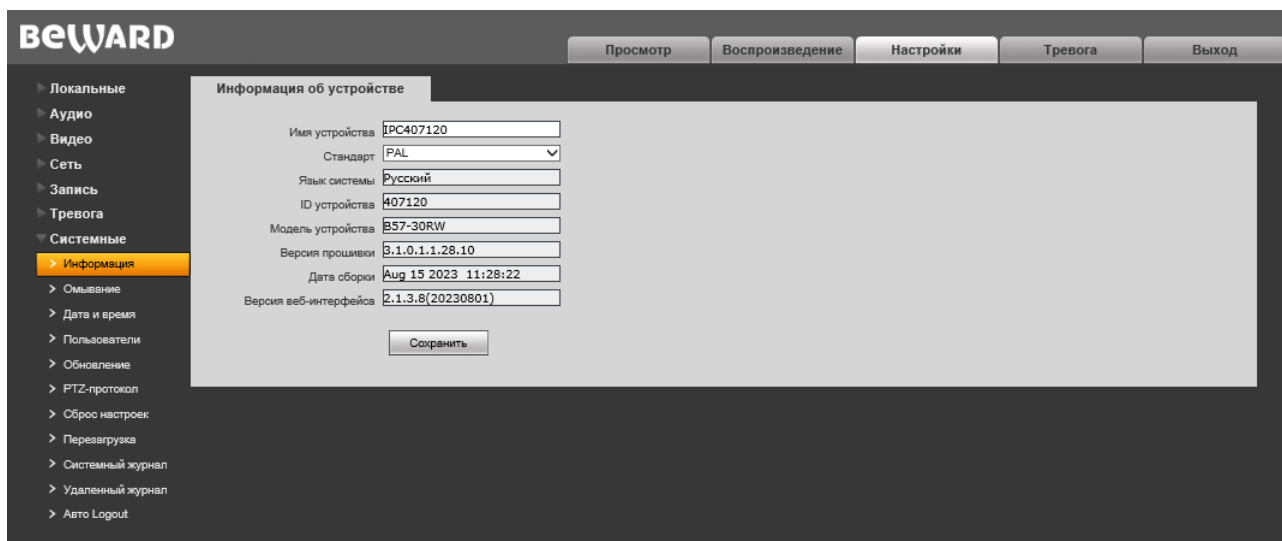 BEWARD
Просмотр Воспроизведение Настройки Тревога Выход
Локальные
Аудио
Видео
Сеть
Запись
Тревога
Системные
Информация
Омывание
Дата и время
Пользователи
Обновление
PTZ-протокол
Сброс настроек
Перезагрузка
Системный журнал
Удаленный журнал
Авто Logout
Информация об устройстве
Имя устройства IPC407120
Стандарт PAL
Язык системы Русский
ID устройства 407120
Модель устройства B57-30RW
Версия прошивки 3.1.0.1.1.28.10
Дата сборки Aug 15 2023 11:28:22
Версия веб-интерфейса 2.1.3.8(20230801)
Сохранить